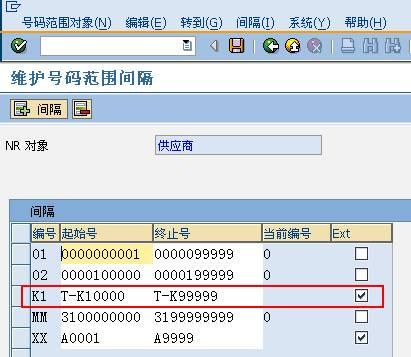 号码范围对象(N) 编辑(E) 转到(G) 间隔(I) 系统(Y) 帮助(H)
维护号码范围间隔
间隔
NR 对象 供应商
间隔
编号 起始号 终止号 当前编号 Ext
01 0000000001 0000099999 0
02 0000100000 0000199999 0
K1 T-K10000 T-K99999
MM 3100000000 3199999999 0
XX A0001 A9999